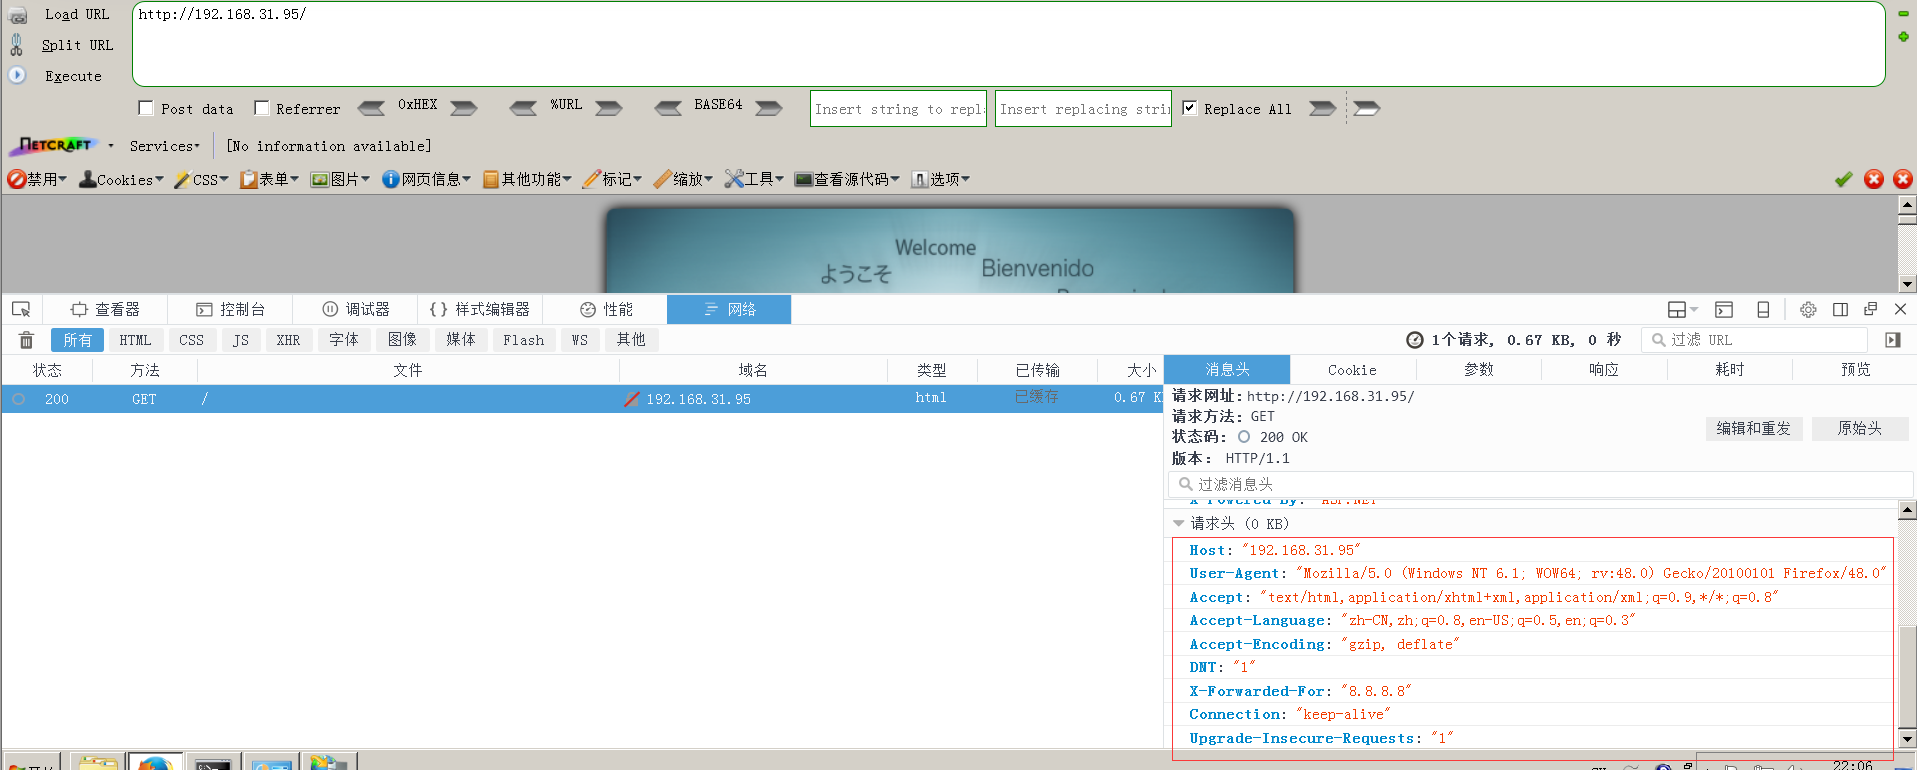 Load URL
http://192.168.31.95/
Split URL
Execute
Post data
Referrer
0xHEX
%URL
BASE64
Insert string to repl
Insert replacing stri
Replace All
NETCRAFT
Services
[No information available]
禁用
Cookies
CSS
表单
图片
网页信息
其他功能
标记
缩放
工具
查看源代码
选项
Welcome
ようこそ
Bienvenido
查看器
控制台
调试器
{ } 样式编辑器
性能
网络
所有
HTML
CSS
JS
XHR
字体
图像
媒体
Flash
WS
其他
1个请求, 0.67 KB, 0 秒
过滤 URL
状态
方法
文件
域名
类型
已传输
大小
200
GET
/
192.168.31.95
html
已缓存
0.67 K
消息头
Cookie
参数
响应
耗时
预览
请求网址: http://192.168.31.95/
请求方法: GET
状态码: 200 OK
版本: HTTP/1.1
编辑和重发
原始头
过滤消息头
X-Powered-By: "ASP.NET"
请求头 (0 KB)
Host: "192.168.31.95"
User-Agent: "Mozilla/5.0 (Windows NT 6.1; WOW64; rv:48.0) Gecko/20100101 Firefox/48.0"
Accept: "text/html,application/xhtml+xml,application/xml;q=0.9,*/*;q=0.8"
Accept-Language: "zh-CN,zh;q=0.8,en-US;q=0.5,en;q=0.3"
Accept-Encoding: "gzip, deflate"
DNT: "1"
X-Forwarded-For: "8.8.8.8"
Connection: "keep-alive"
Upgrade-Insecure-Requests: "1"
开始
22:06